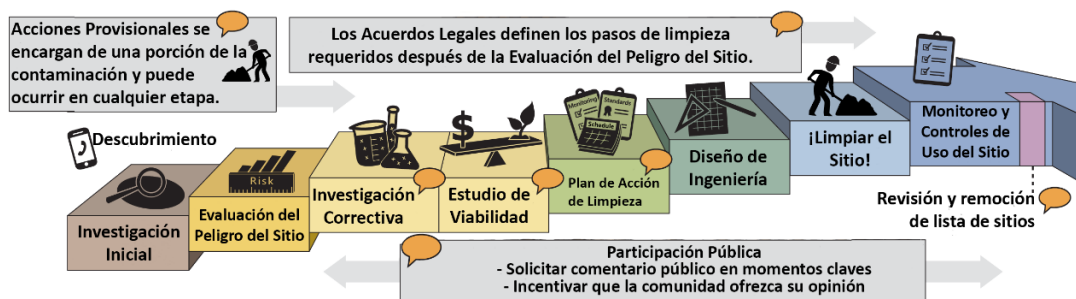 Acciones Provisionales se
encargan de una porción de la
contaminación y puede
ocurrir en cualquier etapa.
Los Acuerdos Legales definen los pasos de limpieza
requeridos después de la Evaluación del Peligro del Sitio.
Descubrimiento
Investigación
Inicial
Risk
Evaluación del
Peligro del Sitio
Investigación
Correctiva
$
Estudio de
Viabilidad
Monitoring
Standards
Schedule
Plan de Acción
de Limpieza
Diseño de
Ingeniería
¡Limpiar el
Sitio!
Monitoreo y
Controles de
Uso del Sitio
Revisión y remoción
de lista de sitios
Participación Pública
- Solicitar comentario público en momentos claves
- Incentivar que la comunidad ofrezca su opinión